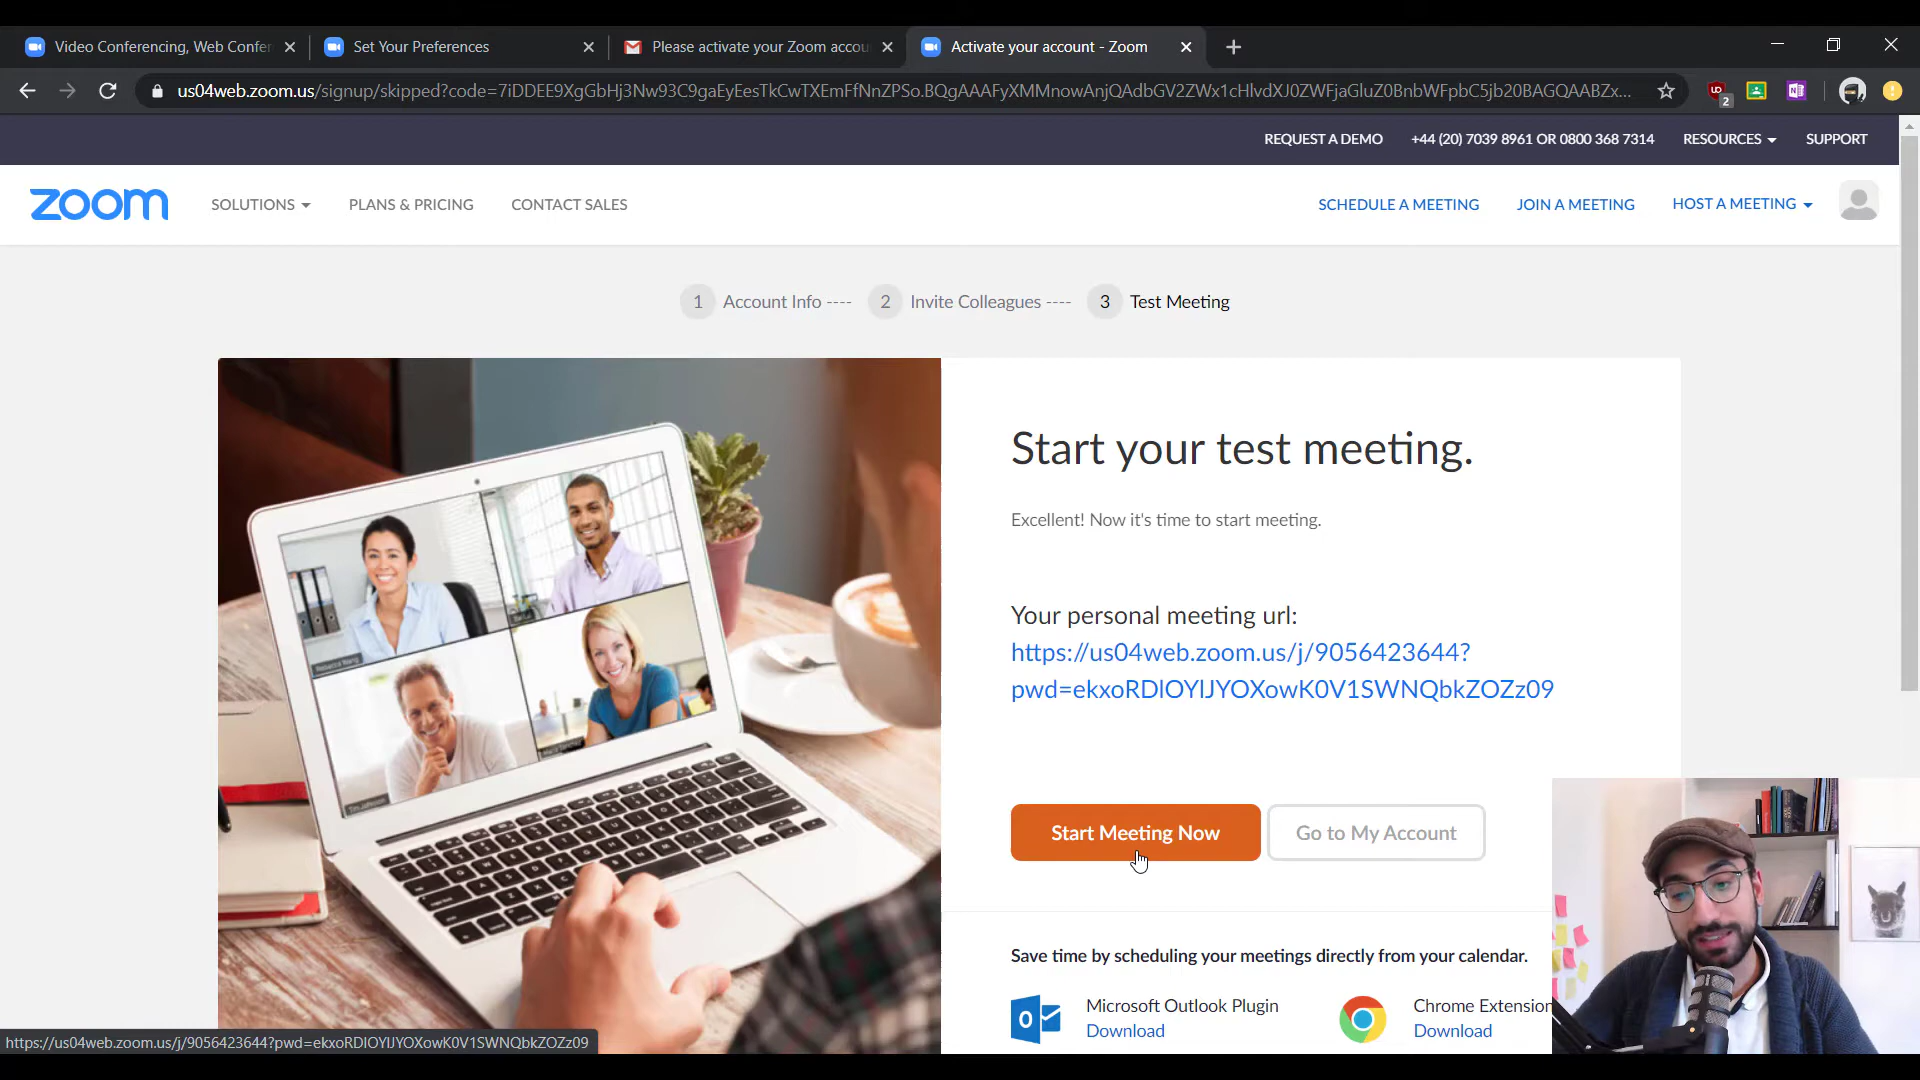 Video Conferencing, Web Confer
Set Your Preferences
Please activate your Zoom accou
Activate your account - Zoom
us04web.zoom.us/signup/skipped?code=7iDDEE9XgGbHj3Nw93C9gaEyEesTkCwTXEmFfNnZPSo.BQgAAAFyXMMnowAnjQAdbGV2ZWx1cHlvdXJ0ZWFjaGluZ0BnbWFpbC5jb20BAGQAABZx...
2
REQUEST A DEMO
+44 (20) 7039 8961 OR 0800 368 7314
RESOURCES
SUPPORT
zoom
SOLUTIONS
PLANS & PRICING
CONTACT SALES
SCHEDULE A MEETING
JOIN A MEETING
HOST A MEETING
1 Account Info ---- 2 Invite Colleagues ---- 3 Test Meeting
Start your test meeting.
Excellent! Now it's time to start meeting.
Your personal meeting url:
https://us04web.zoom.us/j/9056423644?
pwd=ekxoRDlOYlJYOXowK0V1SWNQbkZOZz09
Start Meeting Now
Go to My Account
Save time by scheduling your meetings directly from your calendar.
Microsoft Outlook Plugin
Download
Chrome Extension
Download
https://us04web.zoom.us/j/9056423644?pwd=ekxoRDlOYlJYOXowK0V1SWNQbkZOZz09